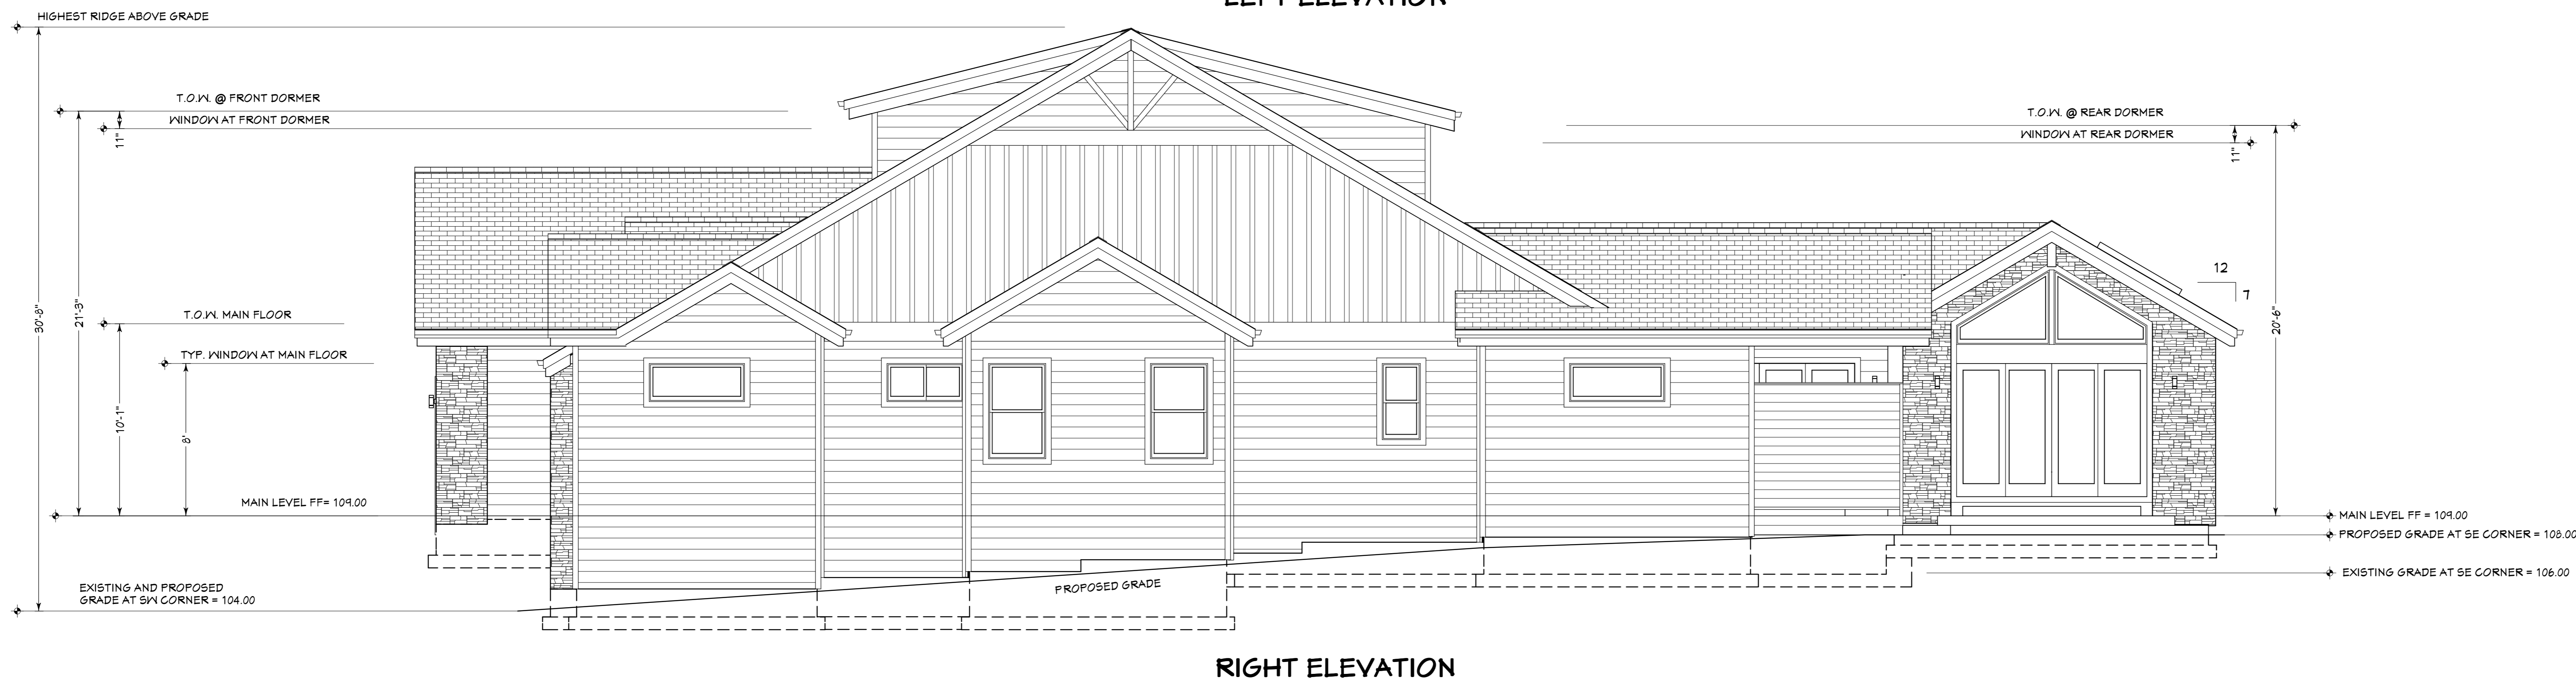 LEFT ELEVATION
HIGHEST RIDGE ABOVE GRADE
T.O.W. @ FRONT DORMER
WINDOW AT FRONT DORMER
11"
T.O.W. @ REAR DORMER
WINDOW AT REAR DORMER
11"
12
7
30'-8"
21'-3"
20'-6"
T.O.W. MAIN FLOOR
TYP. WINDOW AT MAIN FLOOR
10'-1"
8'
MAIN LEVEL FF= 109.00
MAIN LEVEL FF = 109.00
PROPOSED GRADE AT SE CORNER = 108.00
EXISTING GRADE AT SE CORNER = 106.00
EXISTING AND PROPOSED
GRADE AT SW CORNER = 104.00
PROPOSED GRADE
RIGHT ELEVATION